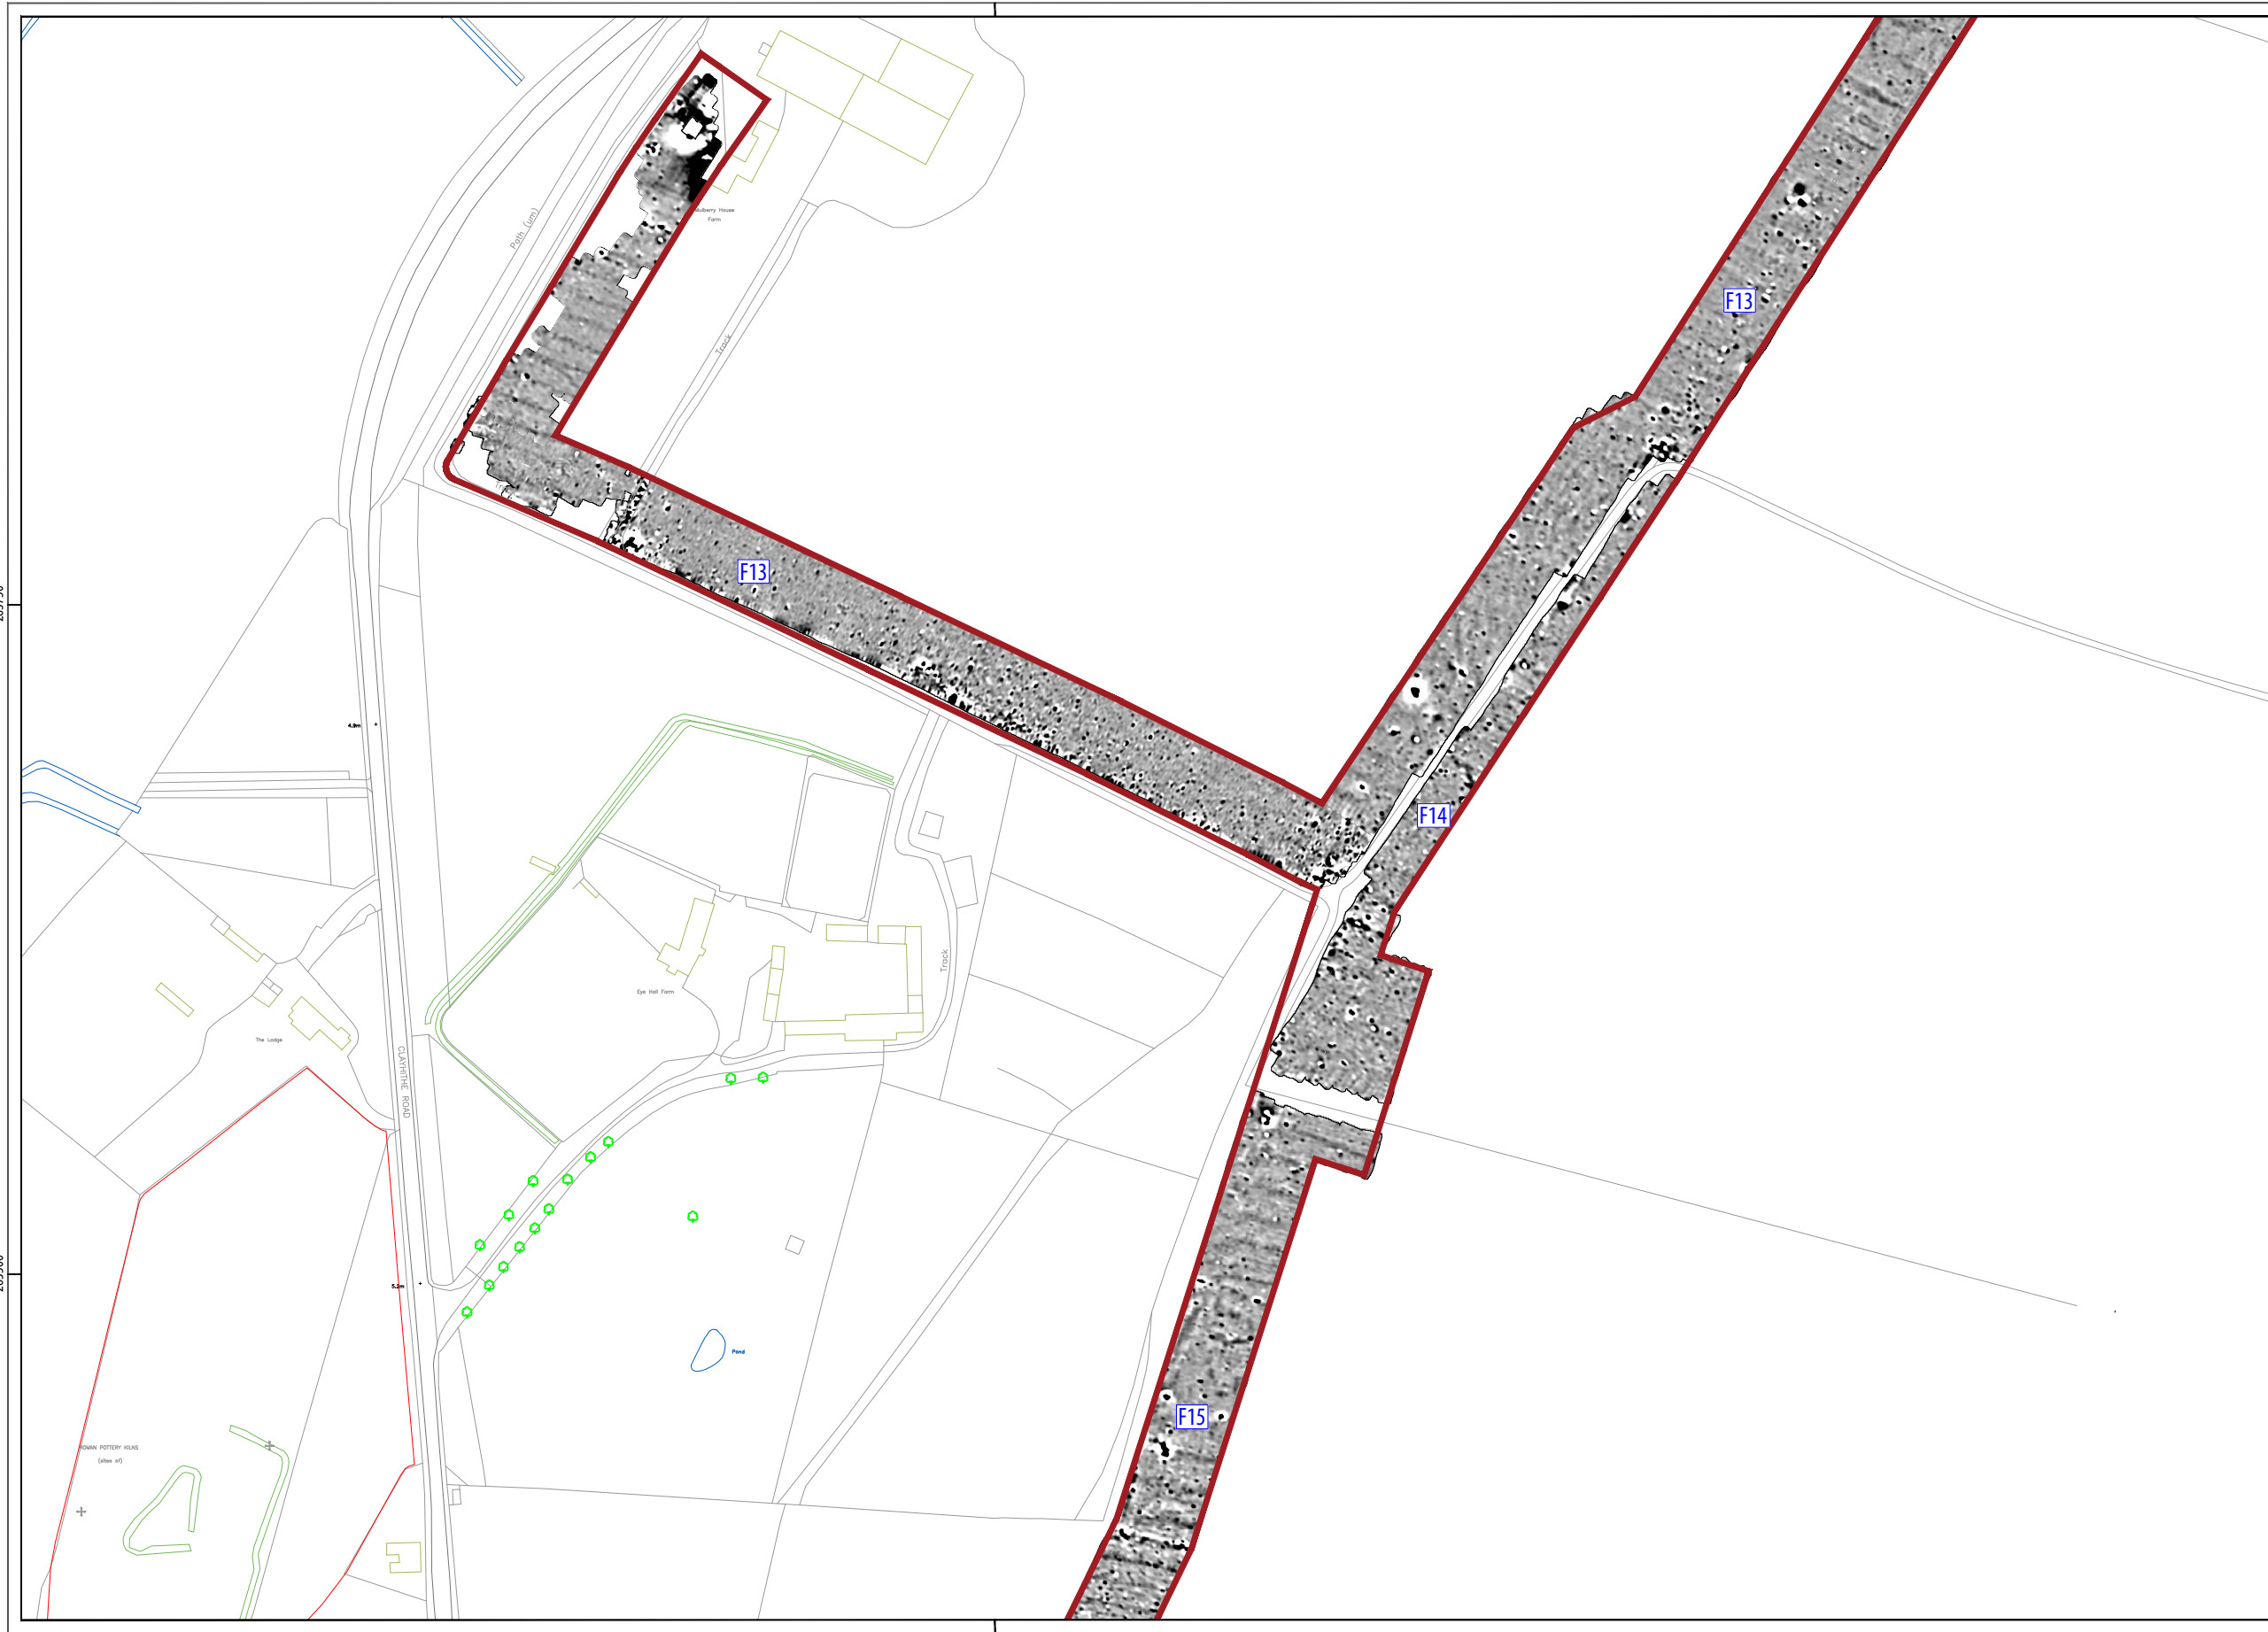 Path (um)
Mulberry House
Farm
Track
F13
F13
4.9m
F14
Track
Eye Hall Farm
The Lodge
CLAYHITHE ROAD
5.2m
Pond
F15
ROMAN POTTERY KILNS
(sites of)